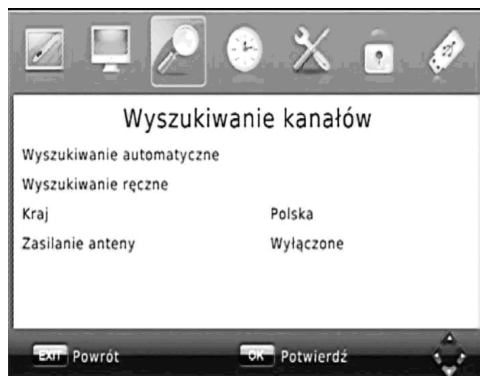 Wyszukiwanie kanałów
Wyszukiwanie automatyczne
Wyszukiwanie ręczne
Kraj Polska
Zasilanie anteny Wyłączone
EXIT Powrót OK Potwierdź